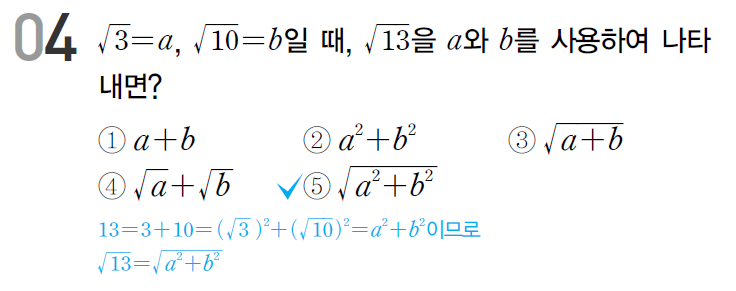 04 √3=a, √10=b일 때, √13을 a와 b를 사용하여 나타
내면?
① a+b ② a²+b² ③ √(a+b)
④ √a+√b ✓⑤ √(a²+b²)
13=3+10=(√3)²+(√10)²=a²+b²이므로
√13=√(a²+b²)